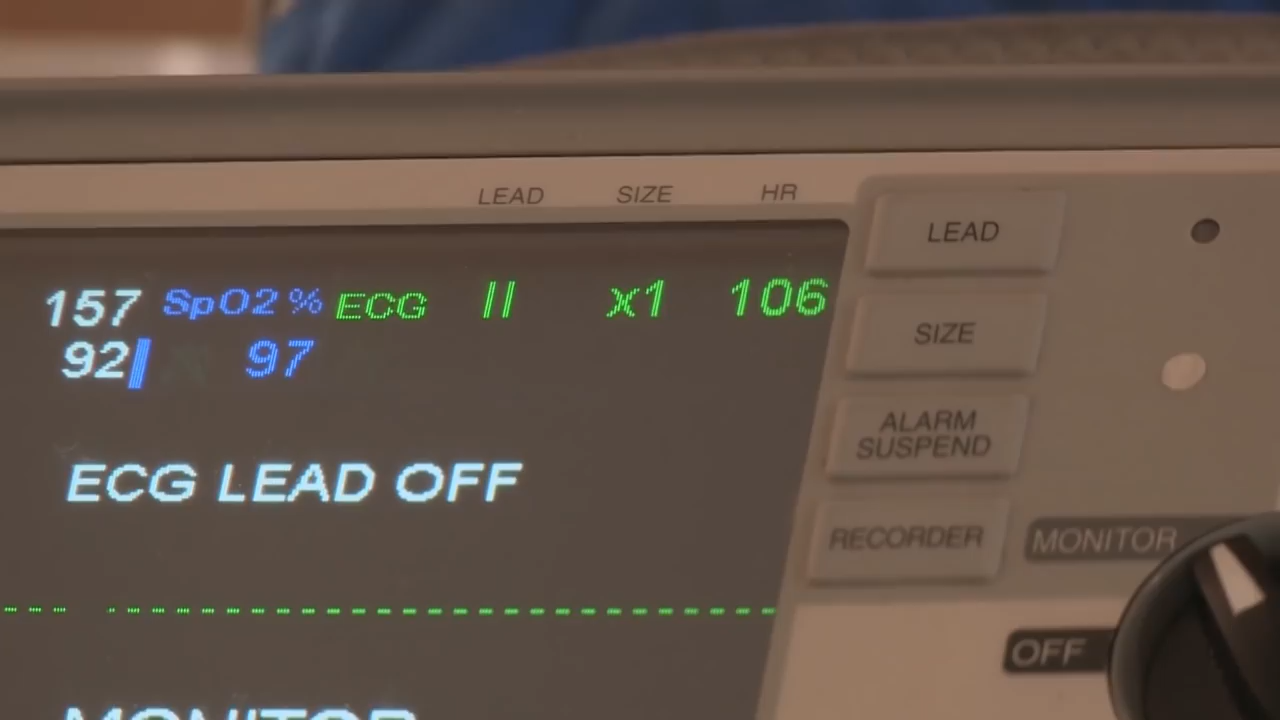 LEAD SIZE HR
157 SpO2 % ECG II x1 106
92 97
ECG LEAD OFF
MONITOR
LEAD
SIZE
ALARM
SUSPEND
RECORDER
MONITOR
OFF